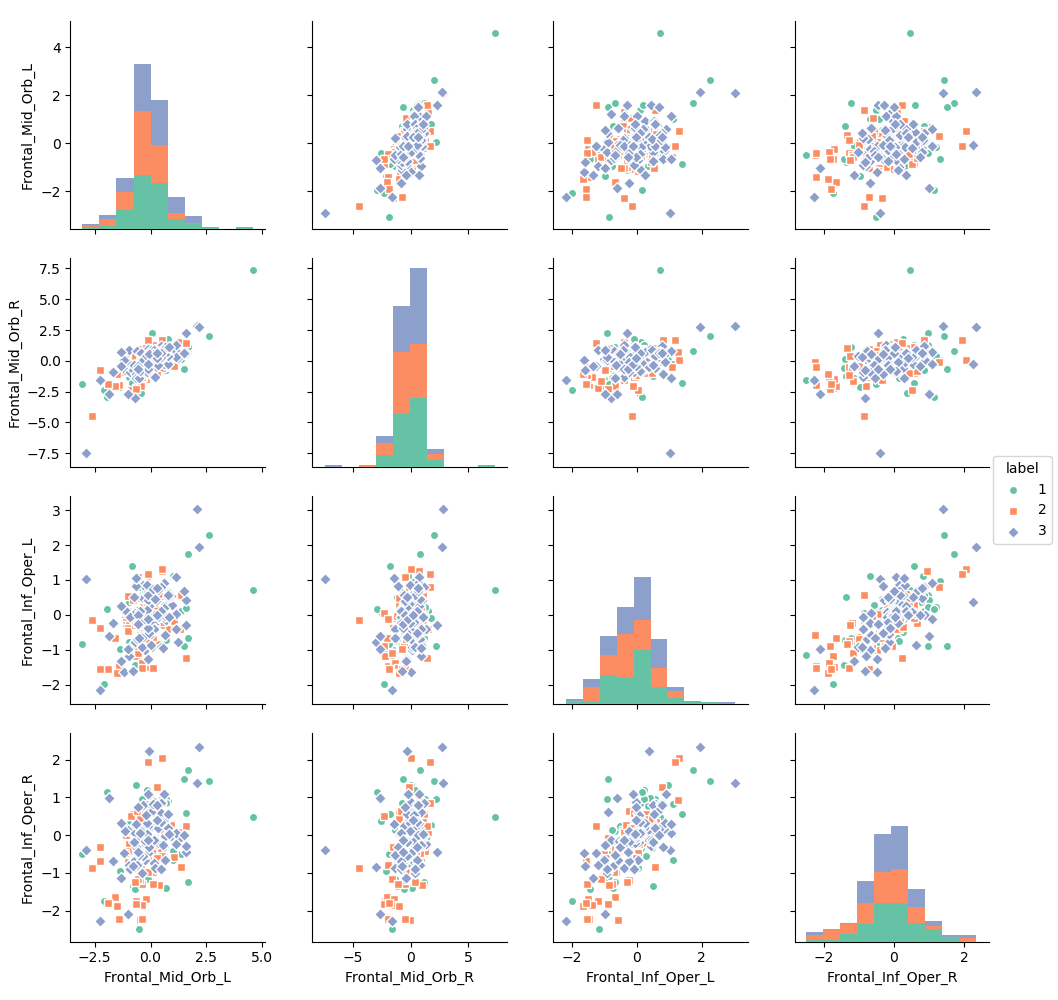 Frontal_Mid_Orb_L
4
2
0
−2
Frontal_Mid_Orb_R
7.5
5.0
2.5
0.0
−2.5
−5.0
−7.5
label
1
2
3
Frontal_Inf_Oper_L
3
2
1
0
−1
−2
Frontal_Inf_Oper_R
2
1
0
−1
−2
−2.5 0.0 2.5 5.0
−5 0 5
−2 0 2
−2 0 2
Frontal_Mid_Orb_L
Frontal_Mid_Orb_R
Frontal_Inf_Oper_L
Frontal_Inf_Oper_R